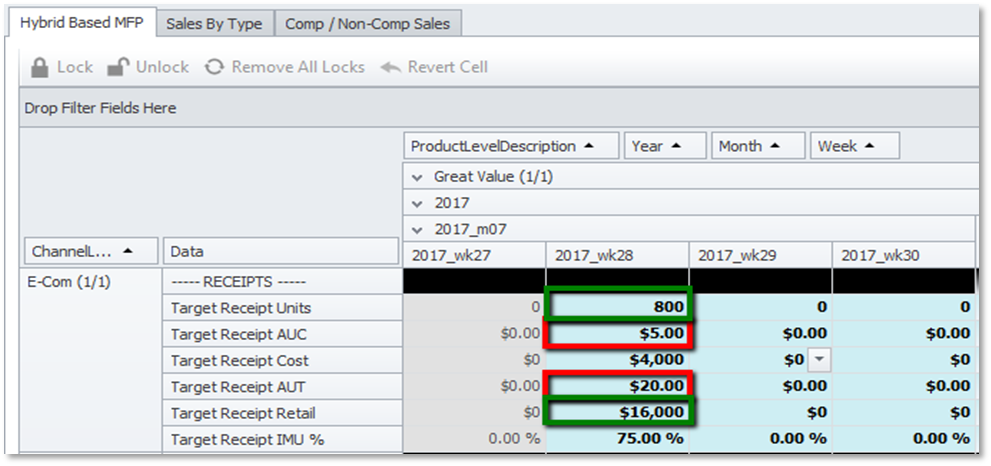 Hybrid Based MFP Sales By Type Comp / Non-Comp Sales
Lock Unlock Remove All Locks Revert Cell
Drop Filter Fields Here
ProductLevelDescription Year Month Week
Great Value (1/1)
2017
2017_m07
ChannelL... Data 2017_wk27 2017_wk28 2017_wk29 2017_wk30
E-Com (1/1) ----- RECEIPTS -----
Target Receipt Units 0 800 0 0
Target Receipt AUC $0.00 $5.00 $0.00 $0.00
Target Receipt Cost $0 $4,000 $0 $0
Target Receipt AUT $0.00 $20.00 $0.00 $0.00
Target Receipt Retail $0 $16,000 $0 $0
Target Receipt IMU % 0.00 % 75.00 % 0.00 % 0.00 %